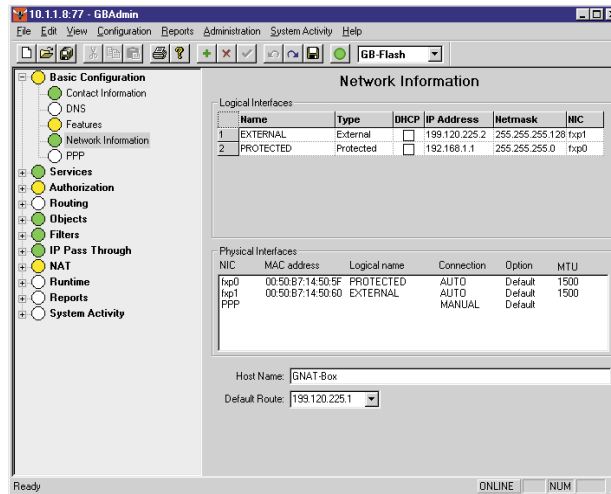 10.1.1.8:77 - GBAdmin
File Edit View Configuration Reports Administration System Activity Help
GB-Flash
Basic Configuration
Contact Information
DNS
Features
Network Information
PPP
Services
Authorization
Routing
Objects
Filters
IP Pass Through
NAT
Runtime
Reports
System Activity
Network Information
Logical Interfaces
Name Type DHCP IP Address Netmask NIC
1 EXTERNAL External 199.120.225.2 255.255.255.128 fxp1
2 PROTECTED Protected 192.168.1.1 255.255.255.0 fxp0
Physical Interfaces
NIC MAC address Logical name Connection Option MTU
fxp0 00:50:B7:14:50:5F PROTECTED AUTO Default 1500
fxp1 00:50:B7:14:50:60 EXTERNAL AUTO Default 1500
PPP MANUAL Default
Host Name: GNAT-Box
Default Route: 199.120.225.1
Ready ONLINE NUM